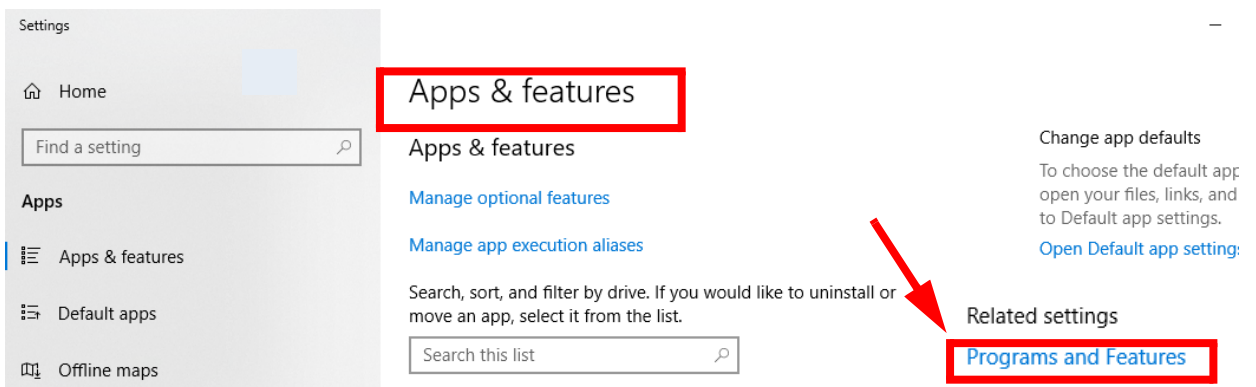 Settings
Home
Find a setting
Apps
Apps & features
Default apps
Offline maps
Apps & features
Apps & features
Manage optional features
Manage app execution aliases
Search, sort, and filter by drive. If you would like to uninstall or
move an app, select it from the list.
Search this list
Change app defaults
To choose the default app
open your files, links, and
to Default app settings.
Open Default app settings
Related settings
Programs and Features